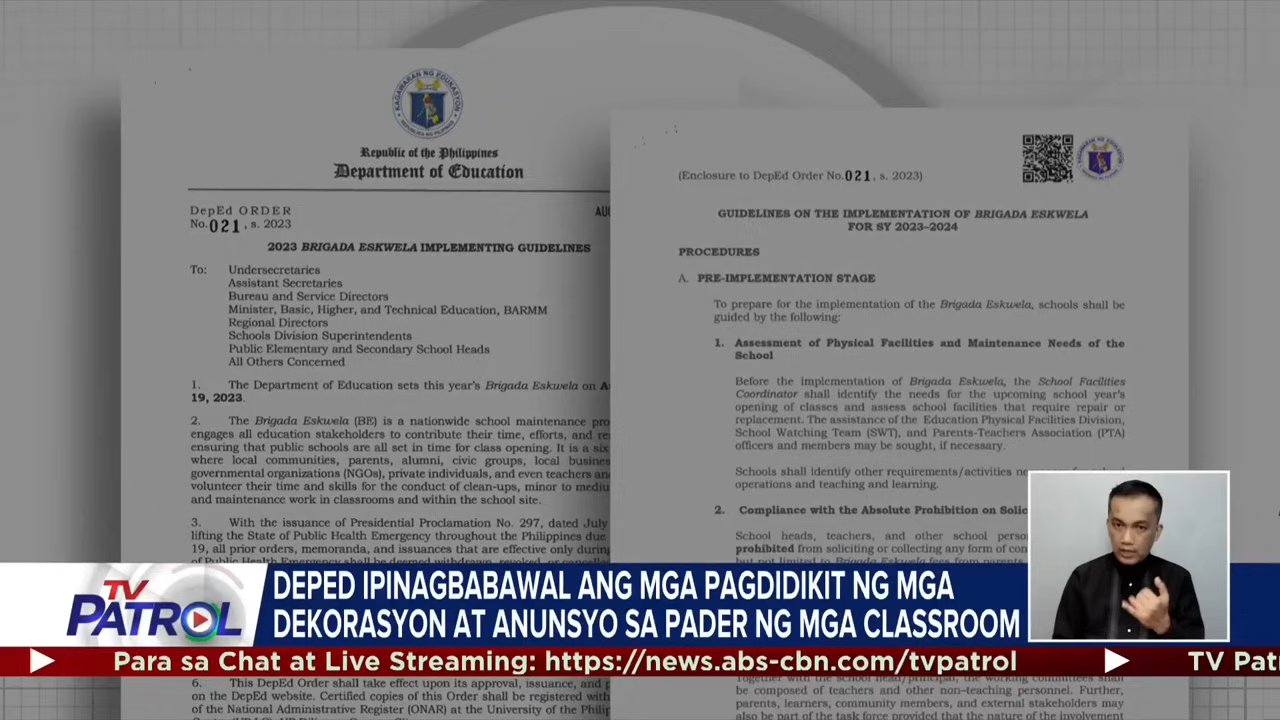 KAGAWARAN NG EDUKASYON
REPUBLIKA NG PILIPINAS
Republic of the Philippines
Department of Education
DepEd ORDER
No. 021, s. 2023
AUG
2023 BRIGADA ESKWELA IMPLEMENTING GUIDELINES
To: Undersecretaries
Assistant Secretaries
Bureau and Service Directors
Minister, Basic, Higher, and Technical Education, BARMM
Regional Directors
Schools Division Superintendents
Public Elementary and Secondary School Heads
All Others Concerned
1. The Department of Education sets this year's Brigada Eskwela on
19, 2023.
2. The Brigada Eskwela (BE) is a nationwide school maintenance
engages all education stakeholders to contribute their time, efforts, and
ensuring that public schools are all set in time for class opening. It is a
where local communities, parents, alumni, civic groups, local
governmental organizations (NGOs), private individuals, and even teachers
volunteer their time and skills for the conduct of clean-ups, minor to
and maintenance work in classrooms and within the school site.
3. With the issuance of Presidential Proclamation No. 297, dated July
lifting the State of Public Health Emergency throughout the Philippines due
19, all prior orders, memoranda, and issuances that are effective only during
of Public Health Emergency shall be deemed withdrawn, revoked, or
6. This DepEd Order shall take effect upon its approval, issuance, and
on the DepEd website. Certified copies of this Order shall be registered
of the National Administrative Register (ONAR) at the University of the
(Enclosure to DepEd Order No. 021, s. 2023)
GUIDELINES ON THE IMPLEMENTATION OF BRIGADA ESKWELA
FOR SY 2023–2024
PROCEDURES
A. PRE-IMPLEMENTATION STAGE
To prepare for the implementation of the Brigada Eskwela, schools shall be
guided by the following:
1. Assessment of Physical Facilities and Maintenance Needs of the
School
Before the implementation of Brigada Eskwela, the School Facilities
Coordinator shall identify the needs for the upcoming school year's
opening of classes and assess school facilities that require repair or
replacement. The assistance of the Education Physical Facilities Division,
School Watching Team (SWT), and Parents-Teachers Association (PTA)
officers and members may be sought, if necessary.
Schools shall identify other requirements/activities
operations and teaching and learning.
2. Compliance with the Absolute Prohibition on
School heads, teachers, and other school
prohibited from soliciting or collecting any form of
but not limited to Brigada Eskwela fees from parents
Together with the school head/principal, the working committees shall
be composed of teachers and other non-teaching personnel. Further,
parents, learners, community members, and external stakeholders may
also be part of the task force provided that the nature of the involvement
TV PATROL
DEPED IPINAGBABAWAL ANG MGA PAGDIDIKIT NG MGA
DEKORASYON AT ANUNSYO SA PADER NG MGA CLASSROOM
Para sa Chat at Live Streaming: https://news.abs-cbn.com/tvpatrol
TV